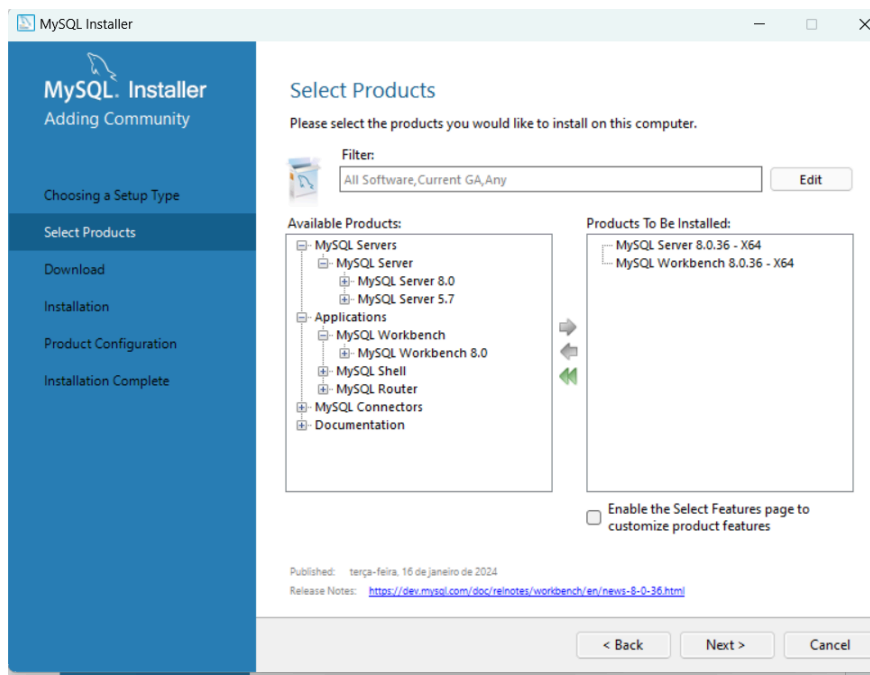 MySQL Installer
MySQL. Installer
Adding Community
Choosing a Setup Type
Select Products
Download
Installation
Product Configuration
Installation Complete
Select Products
Please select the products you would like to install on this computer.
Filter:
All Software,Current GA,Any
Edit
Available Products:
MySQL Servers
MySQL Server
MySQL Server 8.0
MySQL Server 5.7
Applications
MySQL Workbench
MySQL Workbench 8.0
MySQL Shell
MySQL Router
MySQL Connectors
Documentation
Products To Be Installed:
MySQL Server 8.0.36 - X64
MySQL Workbench 8.0.36 - X64
Enable the Select Features page to
customize product features
Published: terça-feira, 16 de janeiro de 2024
Release Notes: https://dev.mysql.com/doc/relnotes/workbench/en/news-8-0-36.html
< Back
Next >
Cancel